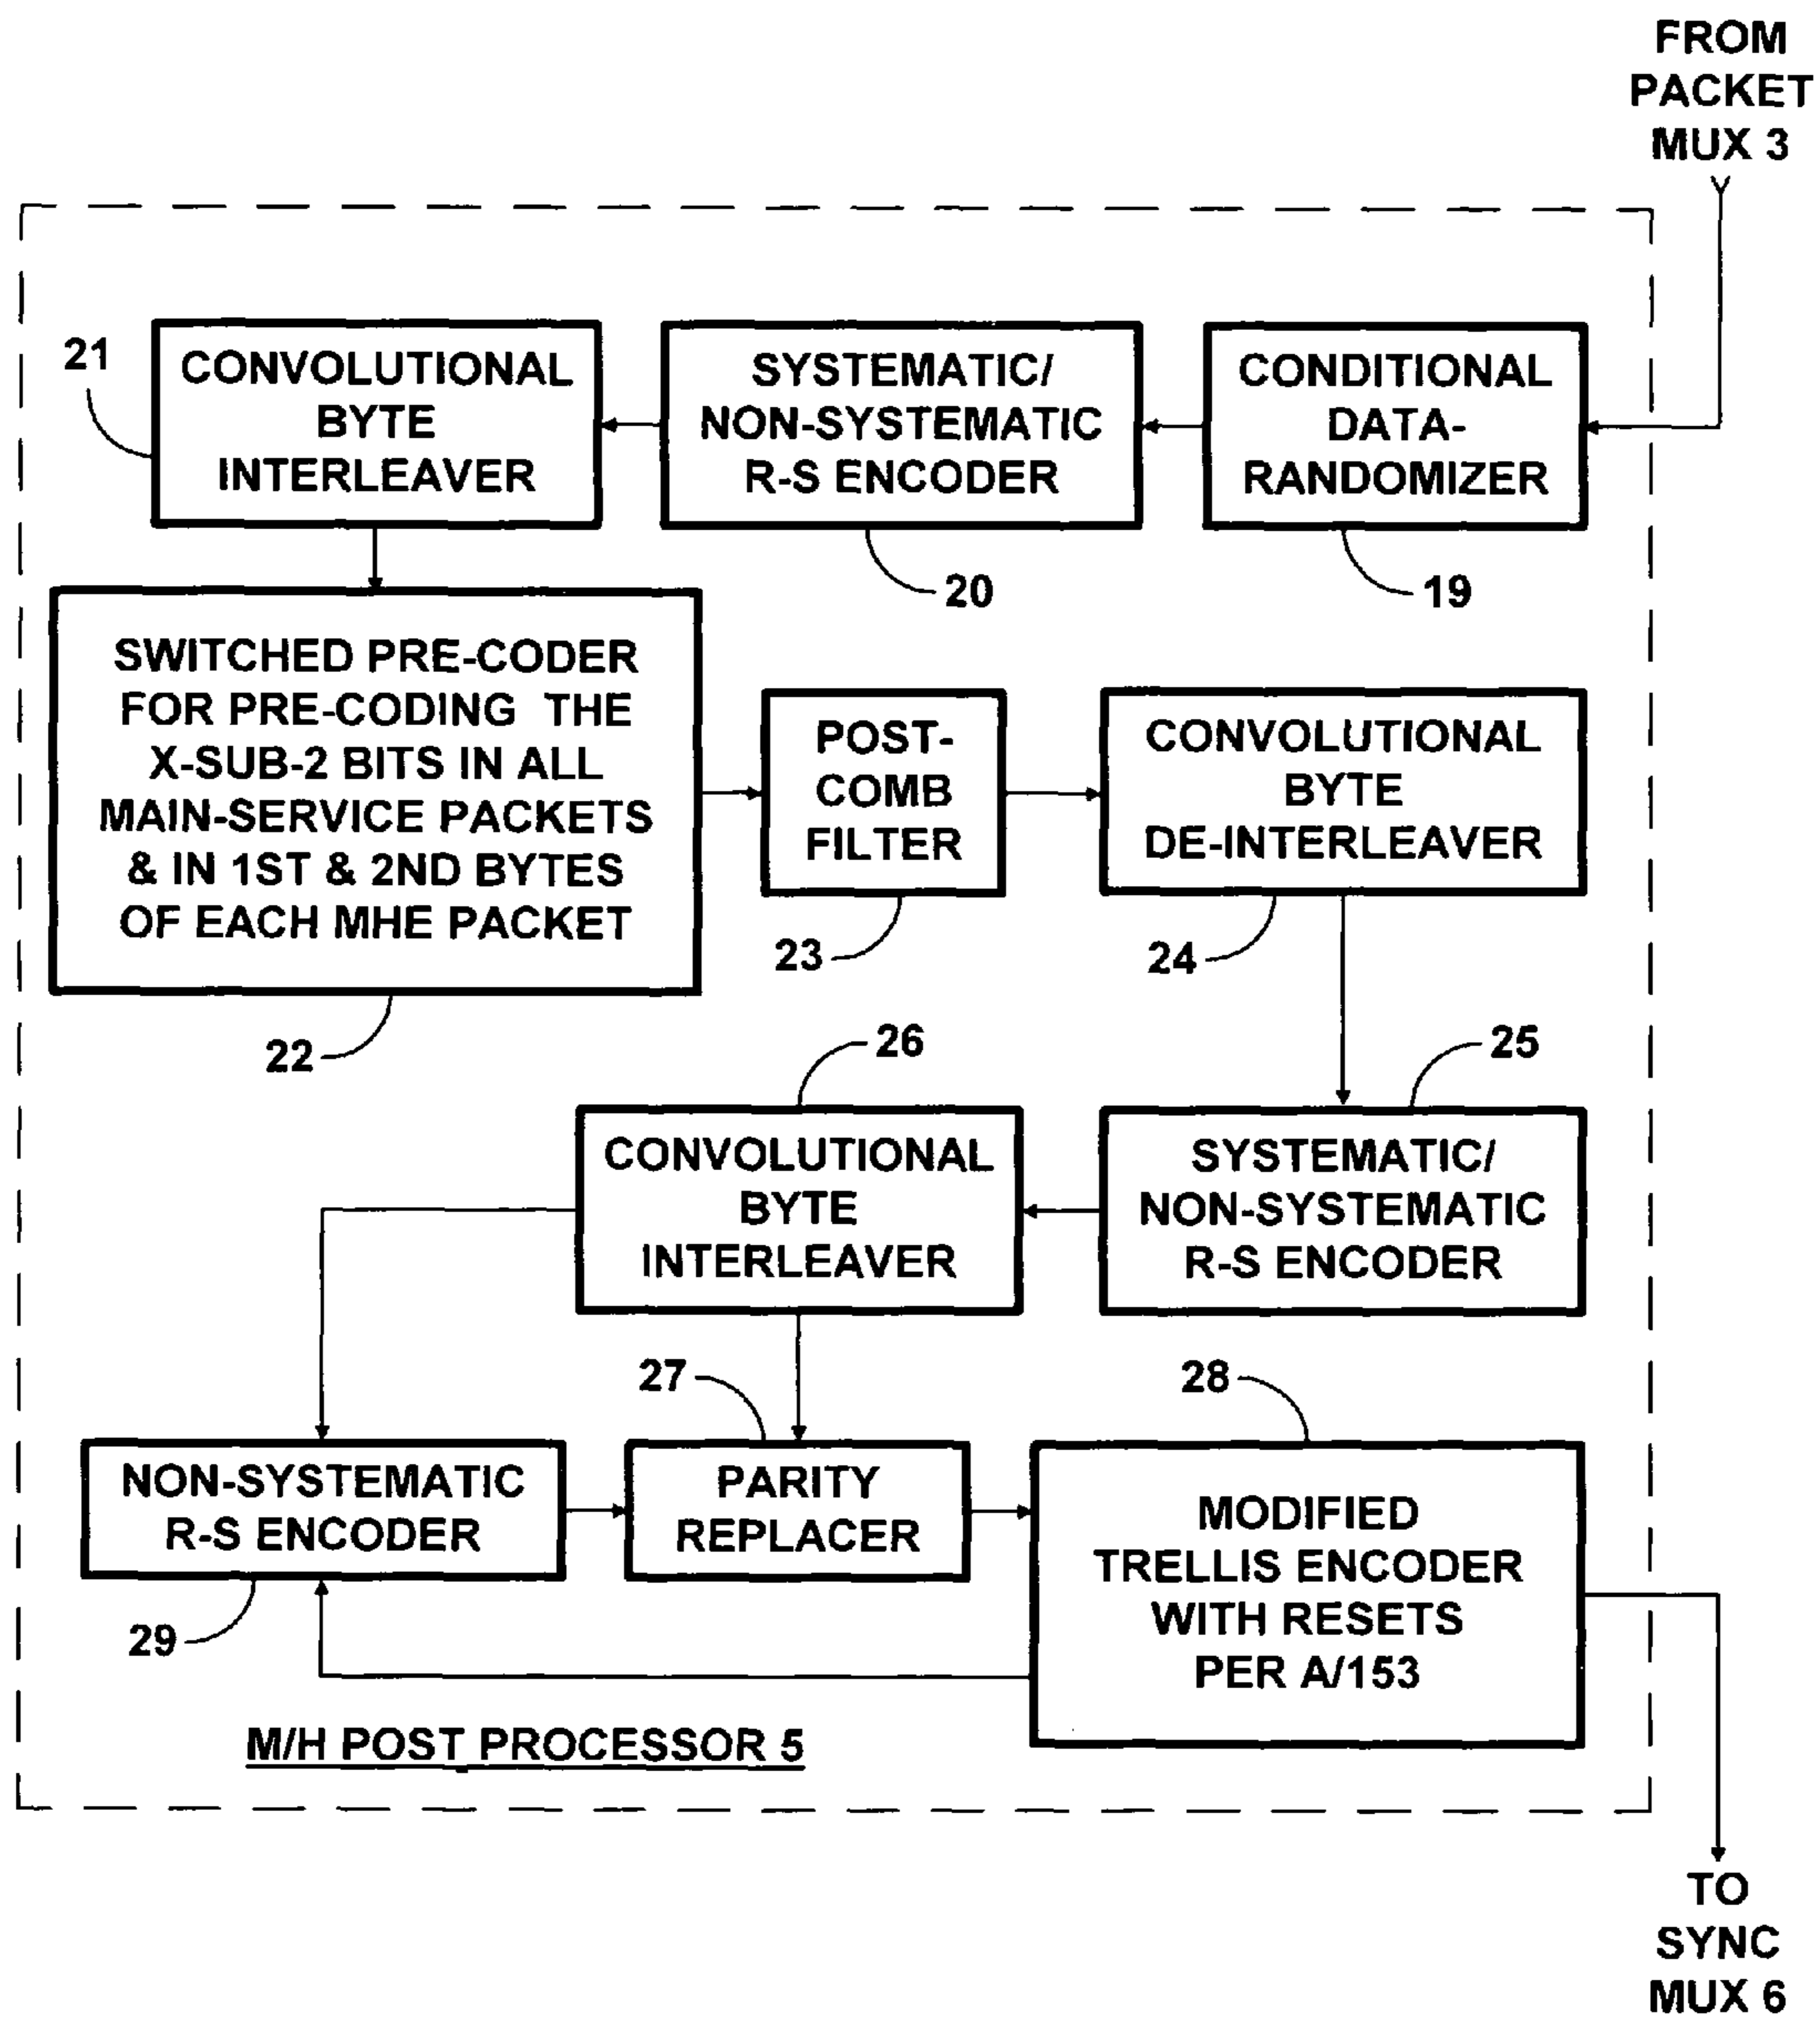 FROM
PACKET
MUX 3
21
CONVOLUTIONAL
BYTE
INTERLEAVER
SYSTEMATIC/
NON-SYSTEMATIC
R-S ENCODER
CONDITIONAL
DATA-
RANDOMIZER
20
19
SWITCHED PRE-CODER
FOR PRE-CODING THE
X-SUB-2 BITS IN ALL
MAIN-SERVICE PACKETS
& IN 1ST & 2ND BYTES
OF EACH MHE PACKET
POST-
COMB
FILTER
CONVOLUTIONAL
BYTE
DE-INTERLEAVER
22
23
24
26
25
CONVOLUTIONAL
BYTE
INTERLEAVER
SYSTEMATIC/
NON-SYSTEMATIC
R-S ENCODER
27
28
NON-SYSTEMATIC
R-S ENCODER
PARITY
REPLACER
MODIFIED
TRELLIS ENCODER
WITH RESETS
PER A/153
29
M/H POST PROCESSOR 5
TO
SYNC
MUX 6